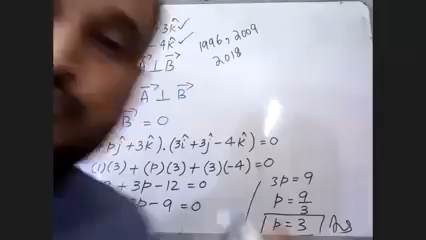 +3k̂ ✓
- 4k̂ ✓
A⃗ ⊥ B⃗
1996, 2009
2018
A⃗ ⊥ B⃗
B⃗ = 0
+ pĵ + 3k̂) . (3î + 3ĵ - 4k̂) = 0
(1)(3) + (p)(3) + (3)(-4) = 0
+ 3p - 12 = 0
p - 9 = 0
3p = 9
p = 9/3
p = 3